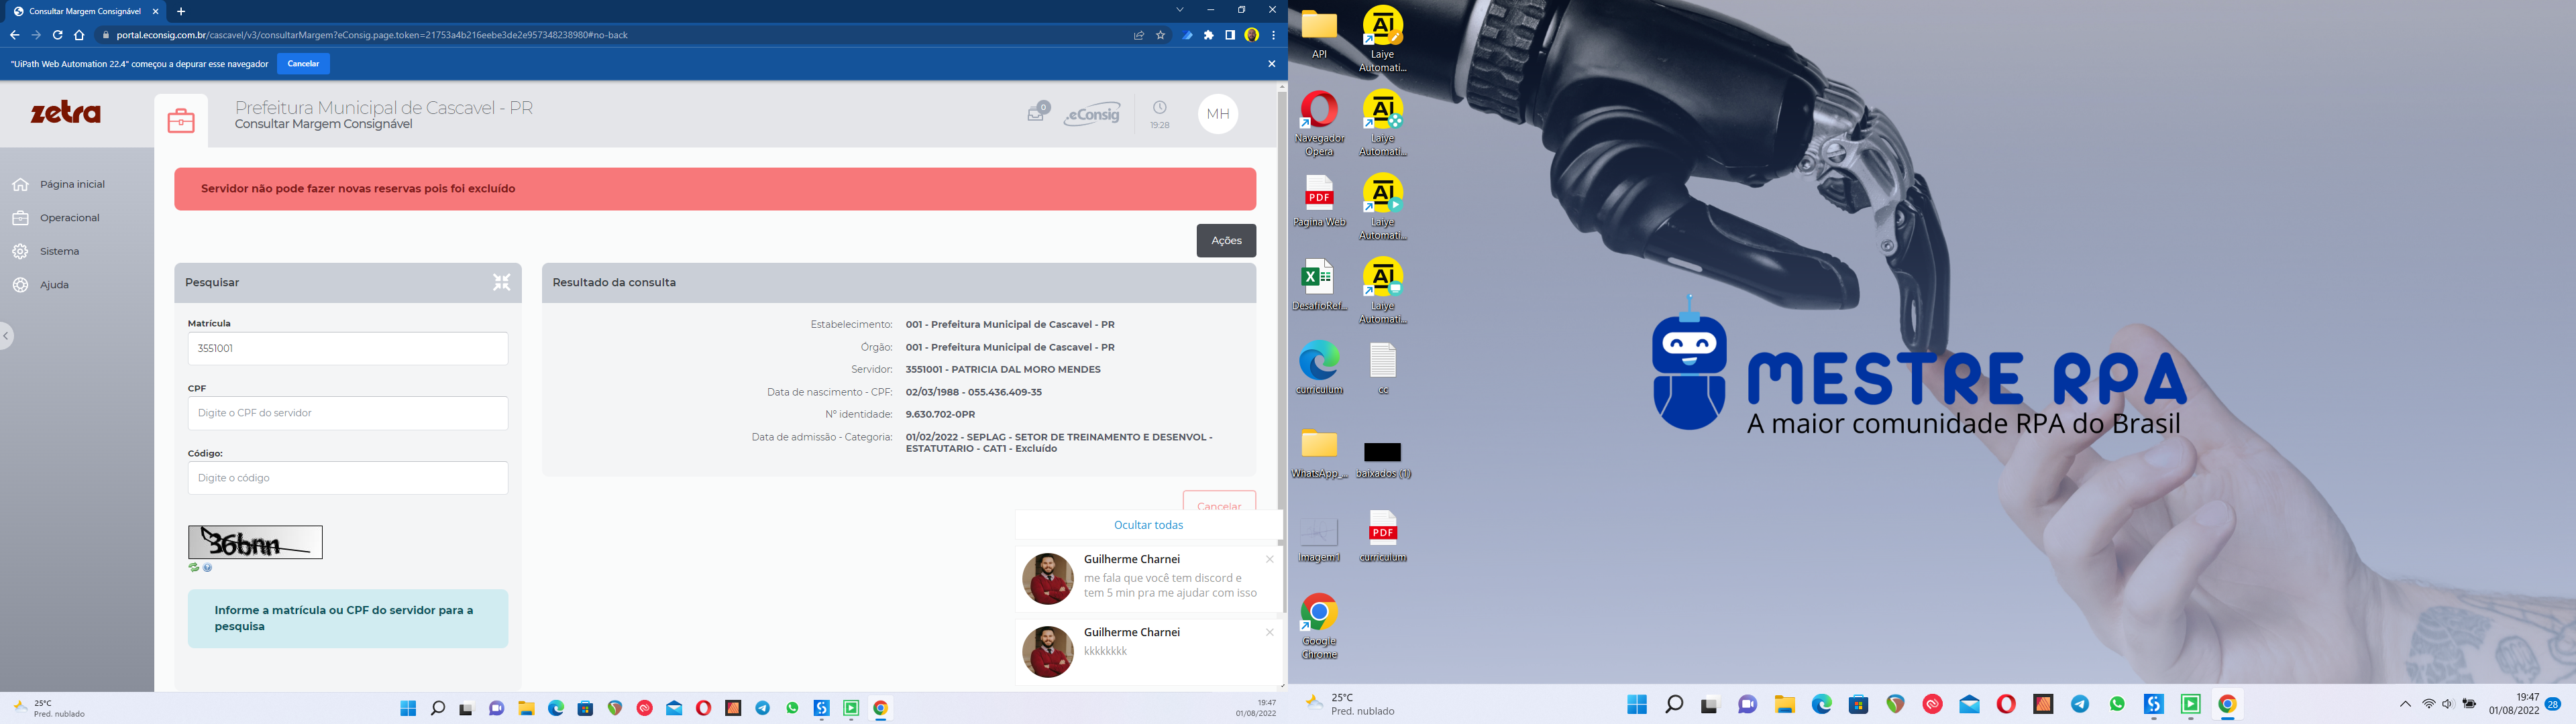 Consultar Margem Consignável
portal.econsig.com.br/cascavel/v3/consultarMargem?eConsig.page.token=21753a4b216eebe3de2e957348238980#no-back
"UiPath Web Automation 22.4" começou a depurar esse navegador
Cancelar
zetra
Prefeitura Municipal de Cascavel - PR
Consultar Margem Consignável
0
eConsig
19:28
MH
Página inicial
Operacional
Sistema
Ajuda
Servidor não pode fazer novas reservas pois foi excluído
Ações
Pesquisar
Matrícula
3551001
CPF
Digite o CPF do servidor
Código:
Digite o código
36bnn
Informe a matrícula ou CPF do servidor para a
pesquisa
Resultado da consulta
Estabelecimento: 001 - Prefeitura Municipal de Cascavel - PR
Órgão: 001 - Prefeitura Municipal de Cascavel - PR
Servidor: 3551001 - PATRICIA DAL MORO MENDES
Data de nascimento - CPF: 02/03/1988 - 055.436.409-35
Nº identidade: 9.630.702-0PR
Data de admissão - Categoria: 01/02/2022 - SEPLAG - SETOR DE TREINAMENTO E DESENVOL -
ESTATUTARIO - CAT1 - Excluído
Cancelar
Ocultar todas
Guilherme Charnei
me fala que você tem discord e
tem 5 min pra me ajudar com isso
Guilherme Charnei
kkkkkkkk
25°C
Pred. nublado
19:47
01/08/2022
API
Laiye
Automati...
Navegador
Opera
Laiye
Automati...
PDF
Pagina Web
Laiye
Automati...
DesafioRef...
Laiye
Automati...
curriculum
cc
WhatsApp_...
baixados (1)
Imagem1
PDF
curriculum
Google
Chrome
MESTRE RPA
A maior comunidade RPA do Brasil
25°C
Pred. nublado
19:47
01/08/2022
28